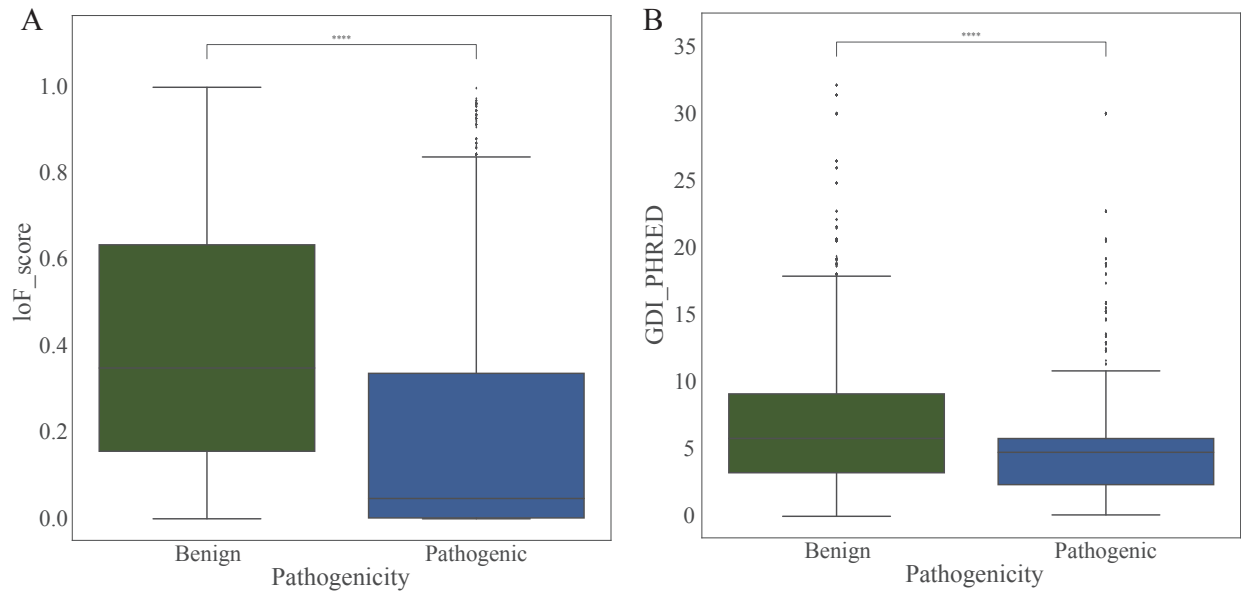 A
****
1.0
0.8
0.6
0.4
0.2
0.0
loF_score
Benign
Pathogenic
Pathogenicity
B
****
35
30
25
20
15
10
5
0
GDI_PHRED
Benign
Pathogenic
Pathogenicity